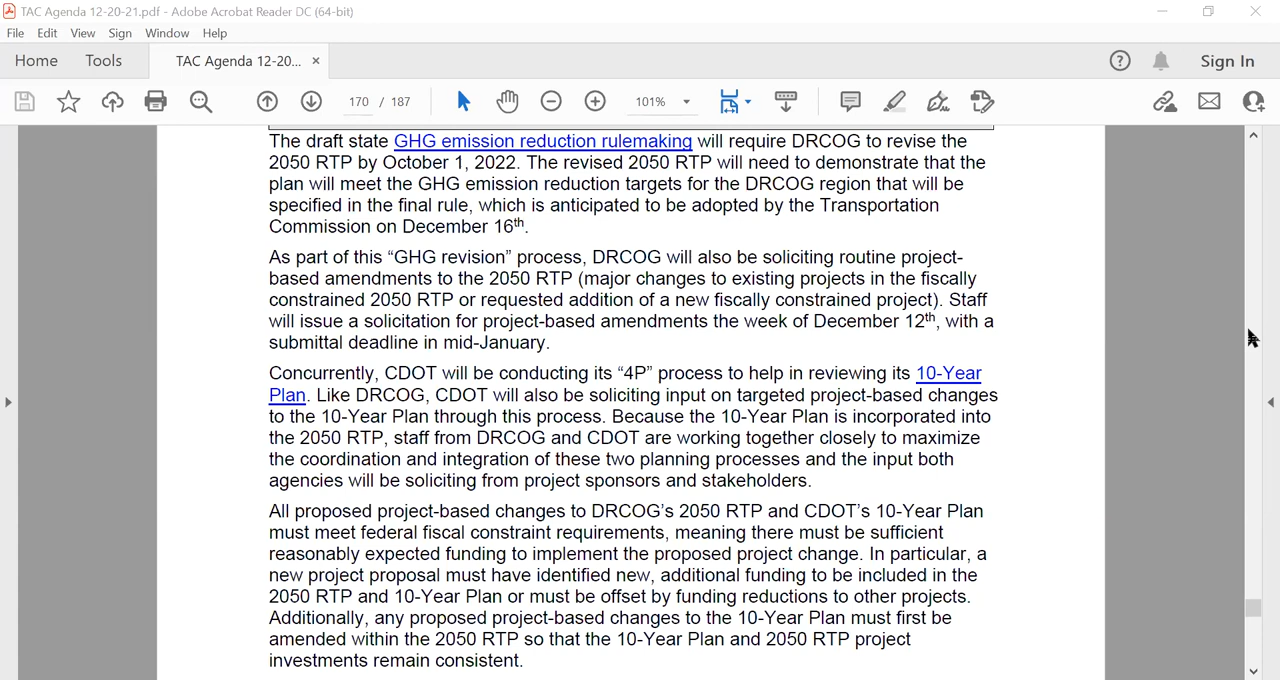 TAC Agenda 12-20-21.pdf - Adobe Acrobat Reader DC (64-bit)
File Edit View Sign Window Help
Home Tools TAC Agenda 12-20... × Sign In
170 / 187 101%
The draft state GHG emission reduction rulemaking will require DRCOG to revise the
2050 RTP by October 1, 2022. The revised 2050 RTP will need to demonstrate that the
plan will meet the GHG emission reduction targets for the DRCOG region that will be
specified in the final rule, which is anticipated to be adopted by the Transportation
Commission on December 16th.
As part of this “GHG revision” process, DRCOG will also be soliciting routine project-
based amendments to the 2050 RTP (major changes to existing projects in the fiscally
constrained 2050 RTP or requested addition of a new fiscally constrained project). Staff
will issue a solicitation for project-based amendments the week of December 12th, with a
submittal deadline in mid-January.
Concurrently, CDOT will be conducting its “4P” process to help in reviewing its 10-Year
Plan. Like DRCOG, CDOT will also be soliciting input on targeted project-based changes
to the 10-Year Plan through this process. Because the 10-Year Plan is incorporated into
the 2050 RTP, staff from DRCOG and CDOT are working together closely to maximize
the coordination and integration of these two planning processes and the input both
agencies will be soliciting from project sponsors and stakeholders.
All proposed project-based changes to DRCOG’s 2050 RTP and CDOT’s 10-Year Plan
must meet federal fiscal constraint requirements, meaning there must be sufficient
reasonably expected funding to implement the proposed project change. In particular, a
new project proposal must have identified new, additional funding to be included in the
2050 RTP and 10-Year Plan or must be offset by funding reductions to other projects.
Additionally, any proposed project-based changes to the 10-Year Plan must first be
amended within the 2050 RTP so that the 10-Year Plan and 2050 RTP project
investments remain consistent.